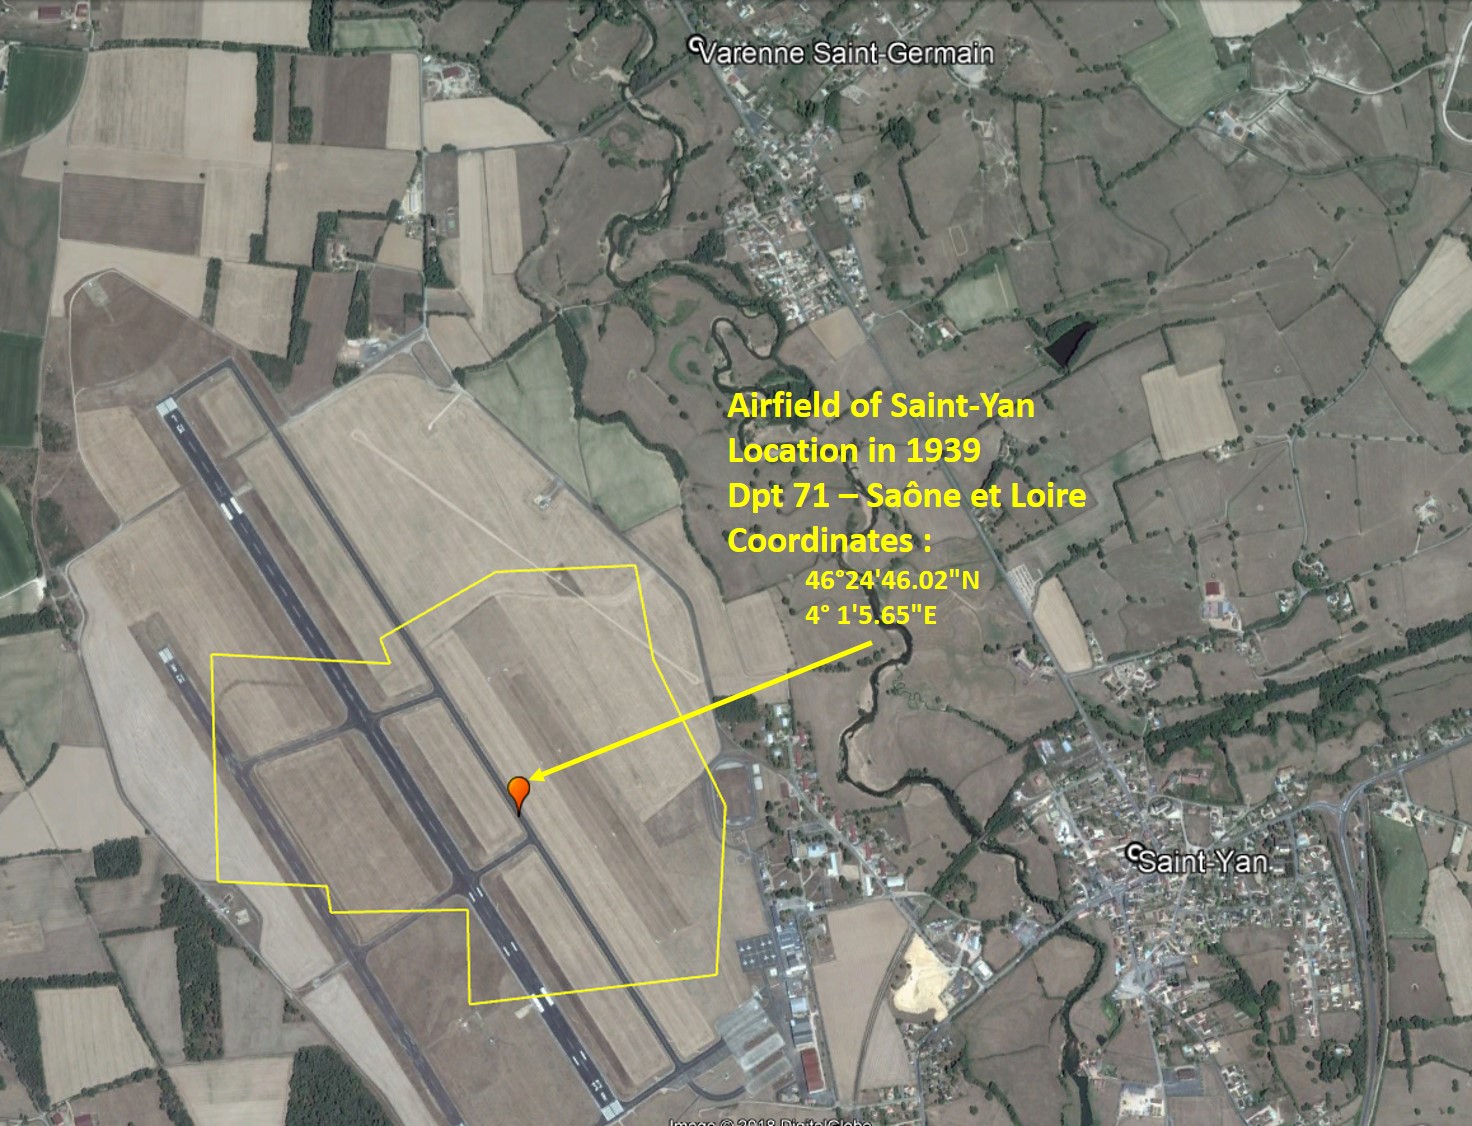 Varenne Saint-Germain
Airfield of Saint-Yan
Location in 1939
Dpt 71 – Saône et Loire
Coordinates :
46°24'46.02"N
4° 1'5.65"E
Saint-Yan
Image © 2018 DigitalGlobe